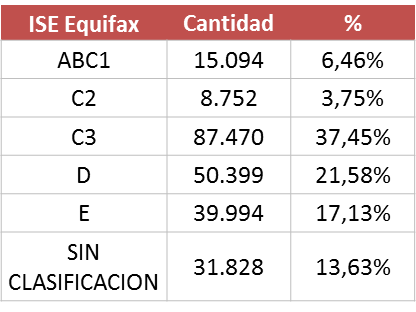 ISE Equifax Cantidad %
ABC1 15.094 6,46%
C2 8.752 3,75%
C3 87.470 37,45%
D 50.399 21,58%
E 39.994 17,13%
SIN
CLASIFICACION 31.828 13,63%